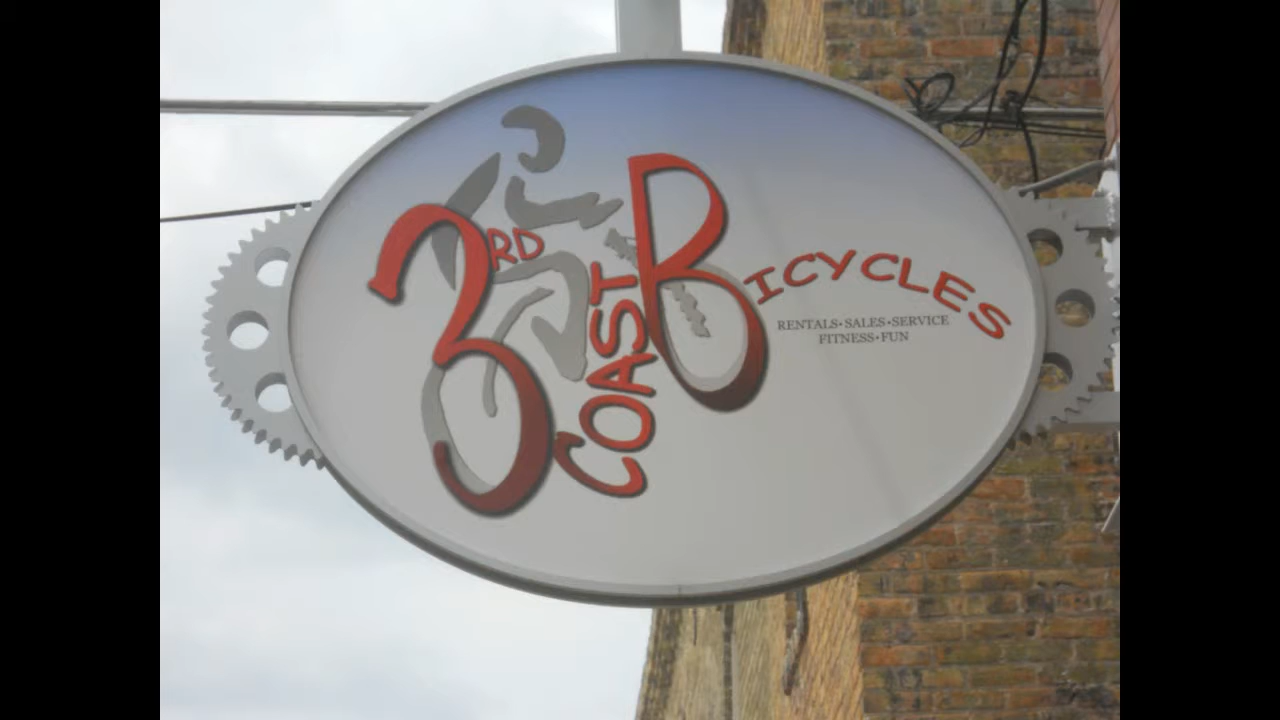 3RD
COAST
BICYCLES
RENTALS•SALES•SERVICE
FITNESS•FUN